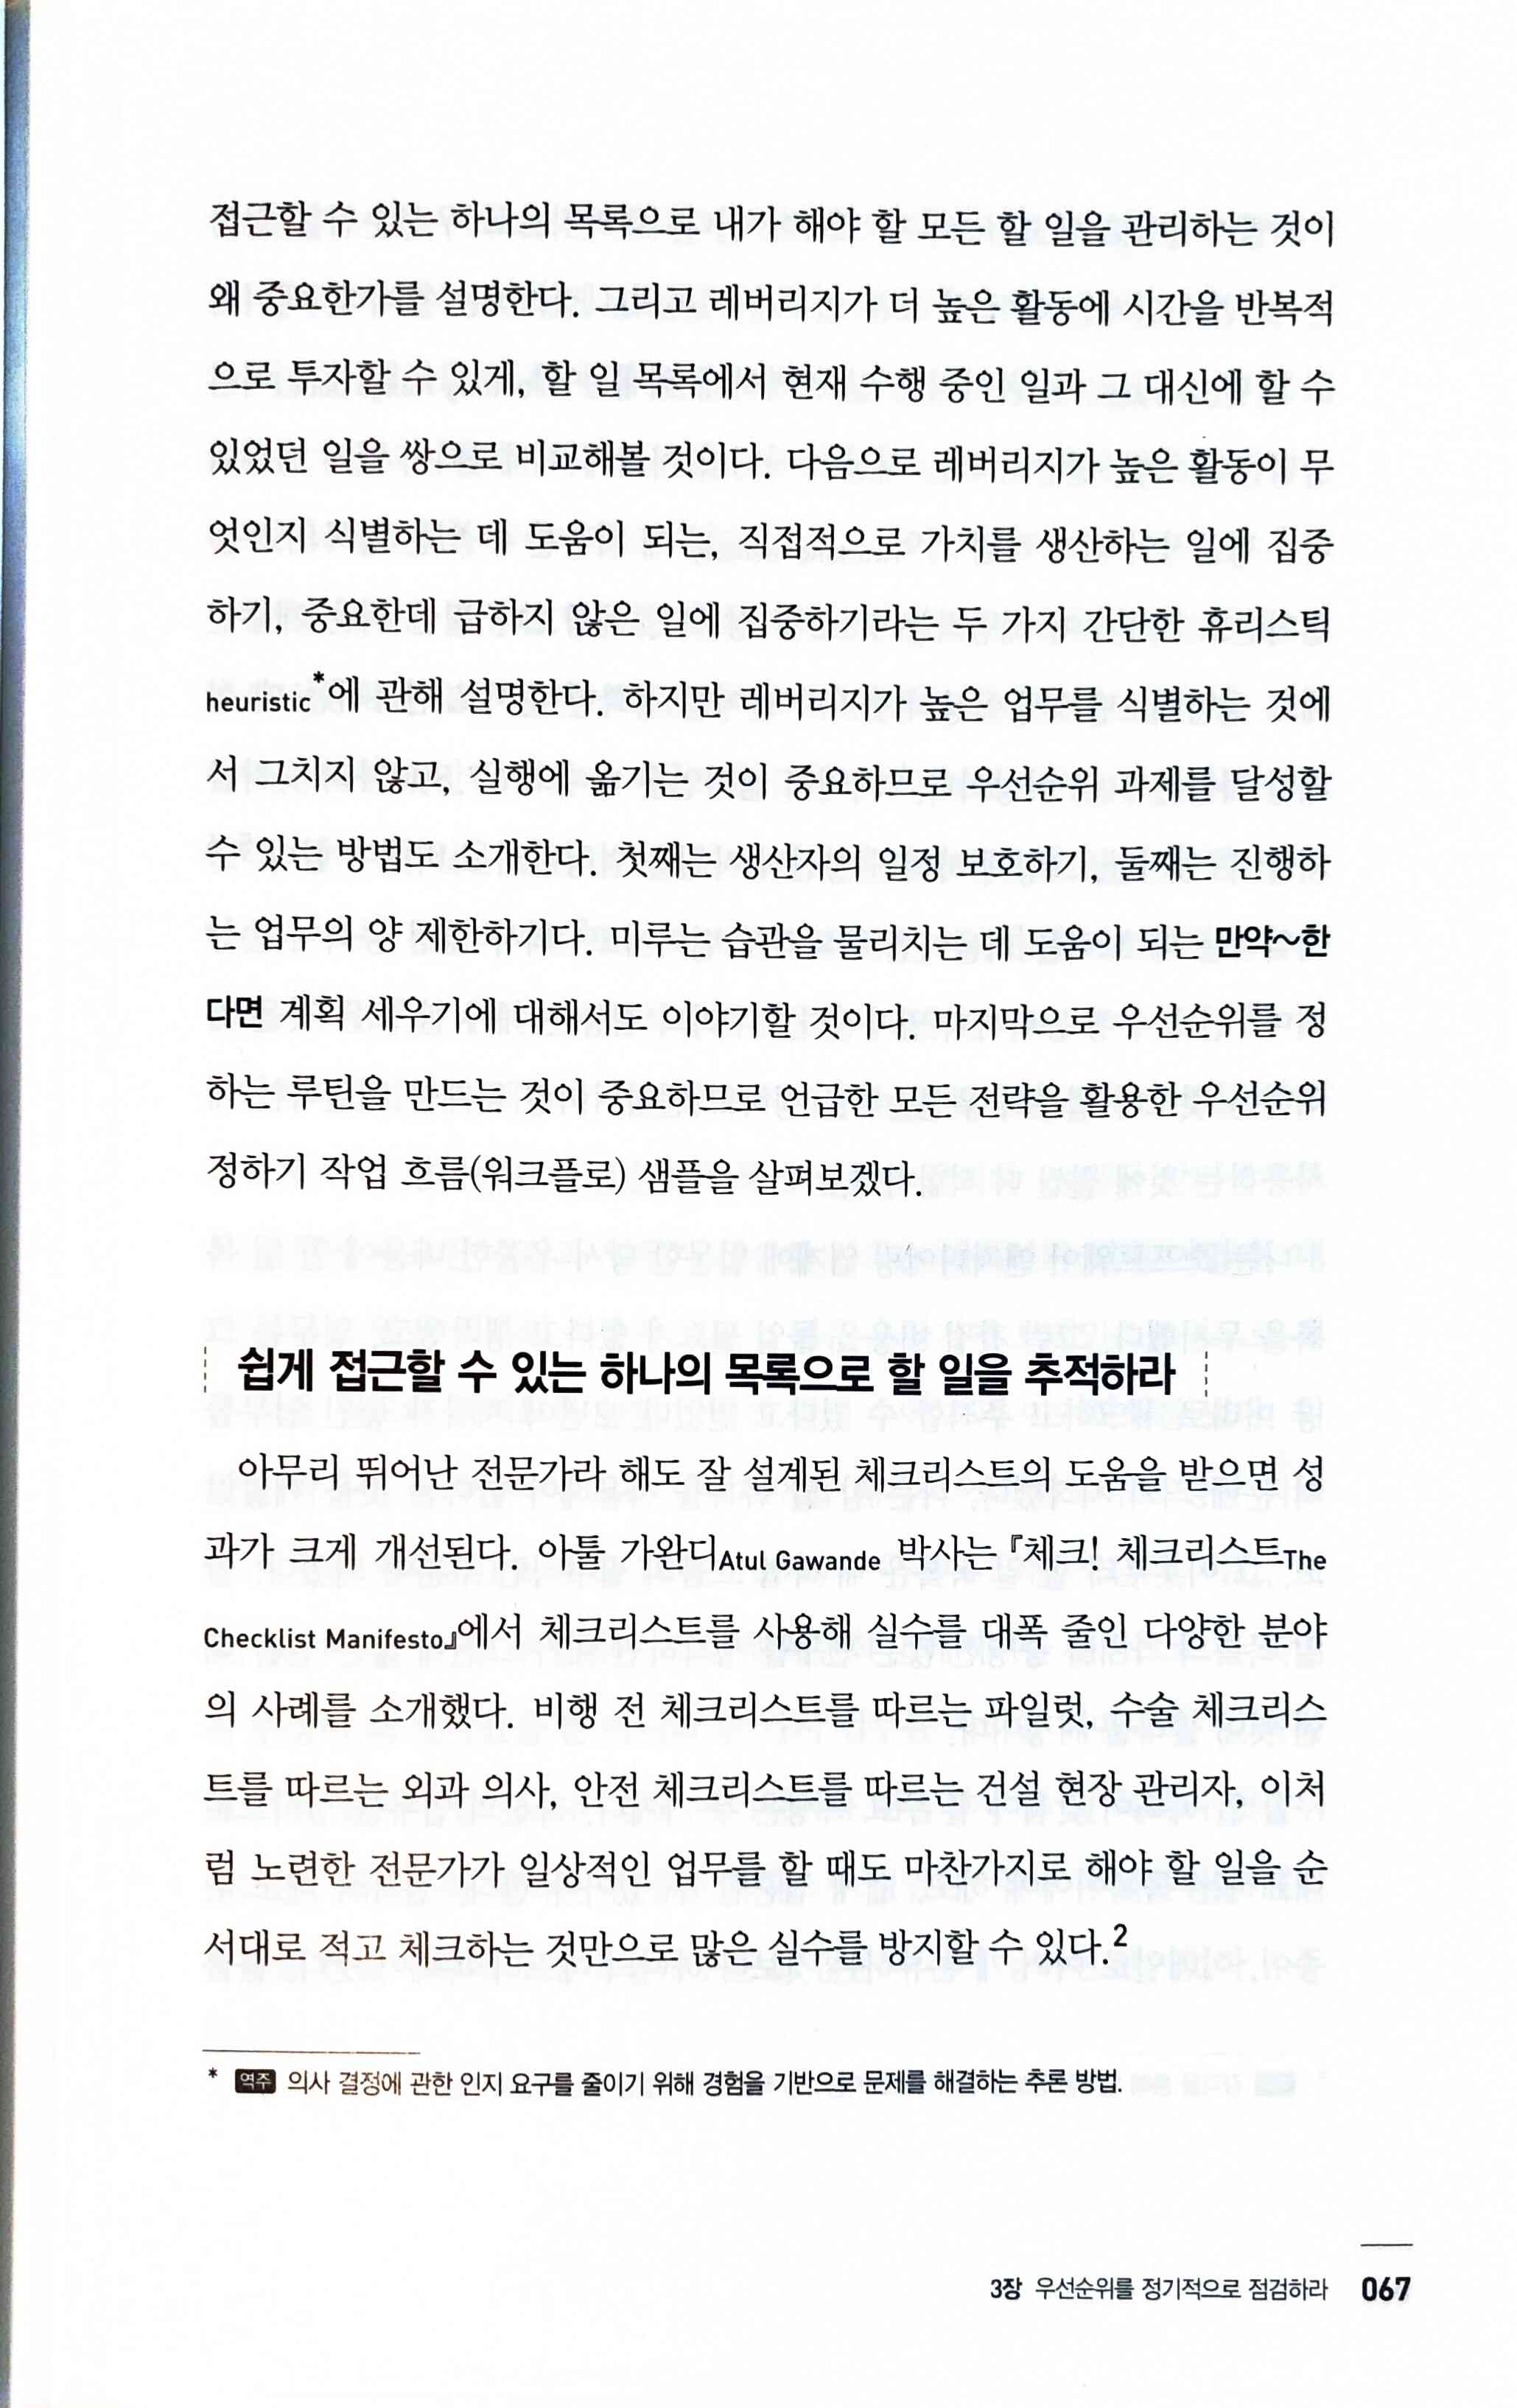 접근할 수 있는 하나의 목록으로 내가 해야 할 모든 할 일을 관리하는 것이
왜 중요한가를 설명한다. 그리고 레버리지가 더 높은 활동에 시간을 반복적
으로 투자할 수 있게, 할 일 목록에서 현재 수행 중인 일과 그 대신에 할 수
있었던 일을 쌍으로 비교해볼 것이다. 다음으로 레버리지가 높은 활동이 무
엇인지 식별하는 데 도움이 되는, 직접적으로 가치를 생산하는 일에 집중
하기, 중요한데 급하지 않은 일에 집중하기라는 두 가지 간단한 휴리스틱
heuristic*에 관해 설명한다. 하지만 레버리지가 높은 업무를 식별하는 것에
서 그치지 않고, 실행에 옮기는 것이 중요하므로 우선순위 과제를 달성할
수 있는 방법도 소개한다. 첫째는 생산자의 일정 보호하기, 둘째는 진행하
는 업무의 양 제한하기다. 미루는 습관을 물리치는 데 도움이 되는 만약~한
다면 계획 세우기에 대해서도 이야기할 것이다. 마지막으로 우선순위를 정
하는 루틴을 만드는 것이 중요하므로 언급한 모든 전략을 활용한 우선순위
정하기 작업 흐름(워크플로) 샘플을 살펴보겠다.
쉽게 접근할 수 있는 하나의 목록으로 할 일을 추적하라
아무리 뛰어난 전문가라 해도 잘 설계된 체크리스트의 도움을 받으면 성
과가 크게 개선된다. 아툴 가완디Atul Gawande 박사는 『체크! 체크리스트The
Checklist Manifesto』에서 체크리스트를 사용해 실수를 대폭 줄인 다양한 분야
의 사례를 소개했다. 비행 전 체크리스트를 따르는 파일럿, 수술 체크리스
트를 따르는 외과 의사, 안전 체크리스트를 따르는 건설 현장 관리자, 이처
럼 노련한 전문가가 일상적인 업무를 할 때도 마찬가지로 해야 할 일을 순
서대로 적고 체크하는 것만으로 많은 실수를 방지할 수 있다.2
* 역주 의사 결정에 관한 인지 요구를 줄이기 위해 경험을 기반으로 문제를 해결하는 추론 방법.
3장 우선순위를 정기적으로 점검하라 067